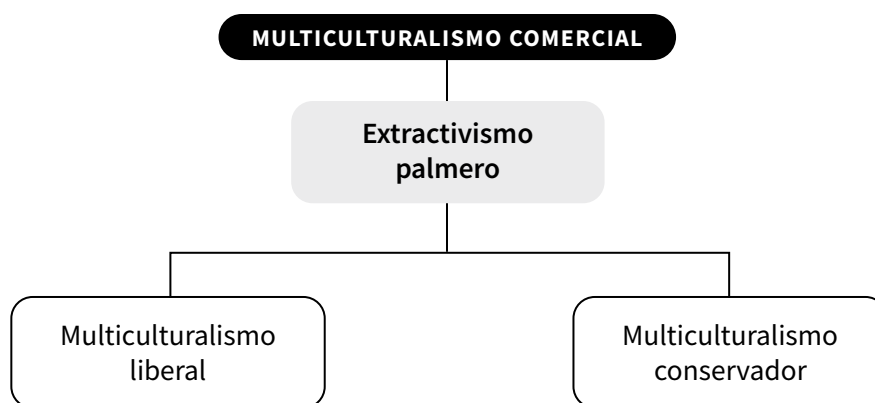 MULTICULTURALISMO COMERCIAL
Extractivismo
palmero
Multiculturalismo
liberal
Multiculturalismo
conservador